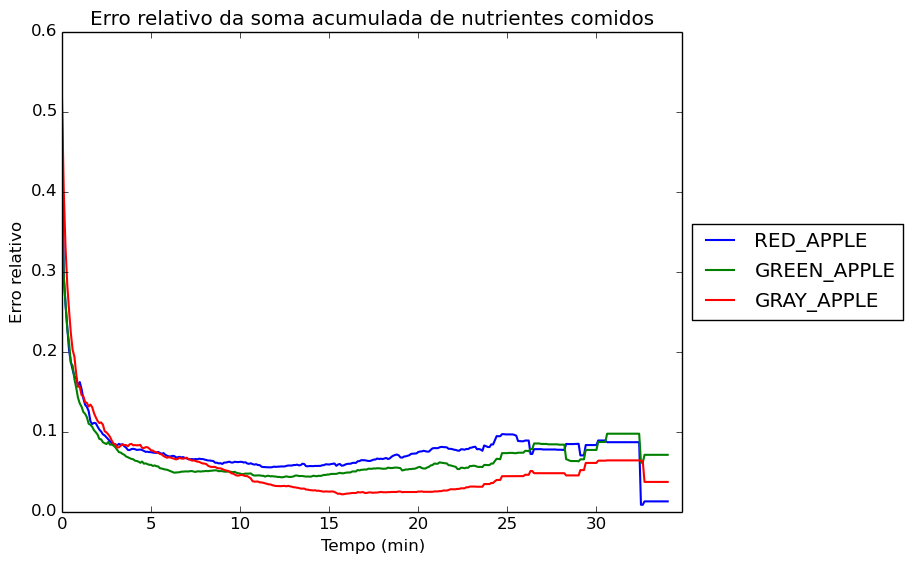 Erro relativo da soma acumulada de nutrientes comidos
0.6
0.5
0.4
0.3
0.2
0.1
0.0
Erro relativo
0 5 10 15 20 25 30
Tempo (min)
RED_APPLE
GREEN_APPLE
GRAY_APPLE